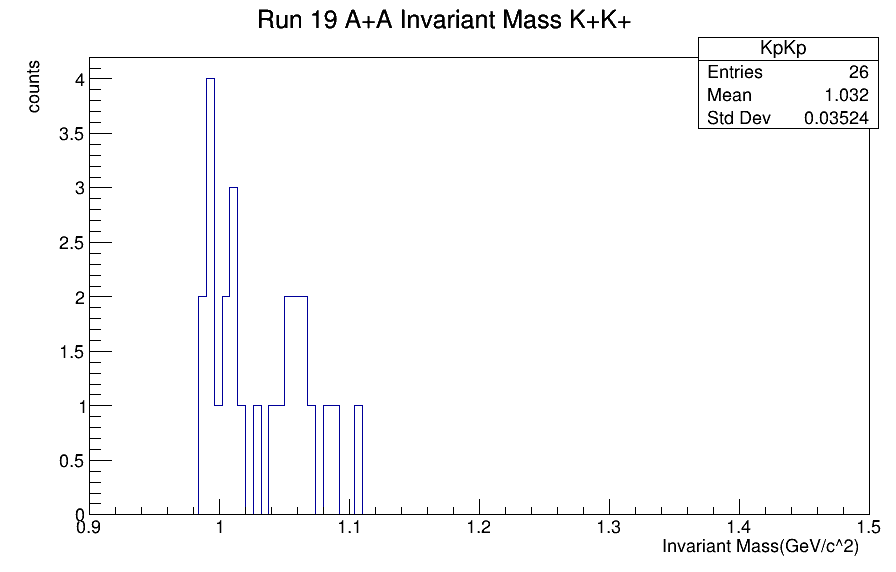 Run 19 A+A Invariant Mass K+K+
KpKp
Entries 26
Mean 1.032
Std Dev 0.03524
counts
4
3.5
3
2.5
2
1.5
1
0.5
0
0.9 1 1.1 1.2 1.3 1.4 1.5
Invariant Mass(GeV/c^2)